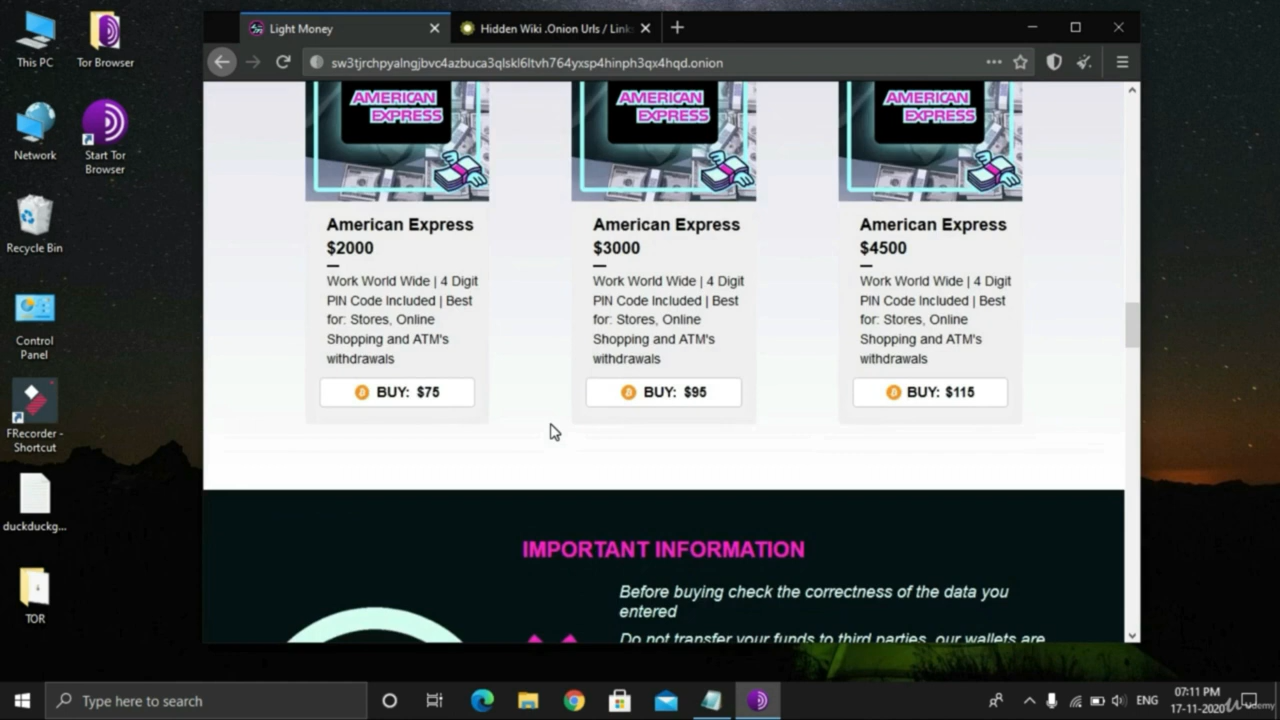 This PC
Tor Browser
Network
Start Tor
Browser
Recycle Bin
Control
Panel
FRecorder -
Shortcut
duckduckg...
TOR
Light Money
Hidden Wiki .Onion Urls / Link
sw3tjrchpyalngjbvc4azbuca3qlskl6ltvh764yxsp4hinph3qx4hqd.onion
AMERICAN
EXPRESS
AMERICAN
EXPRESS
AMERICAN
EXPRESS
American Express
$2000
Work World Wide | 4 Digit
PIN Code Included | Best
for: Stores, Online
Shopping and ATM's
withdrawals
BUY: $75
American Express
$3000
Work World Wide | 4 Digit
PIN Code Included | Best
for: Stores, Online
Shopping and ATM's
withdrawals
BUY: $95
American Express
$4500
Work World Wide | 4 Digit
PIN Code Included | Best
for: Stores, Online
Shopping and ATM's
withdrawals
BUY: $115
IMPORTANT INFORMATION
Before buying check the correctness of the data you
entered
Do not transfer your funds to third parties, our wallets are
Type here to search
ENG
07:11 PM
17-11-2020
Udemy